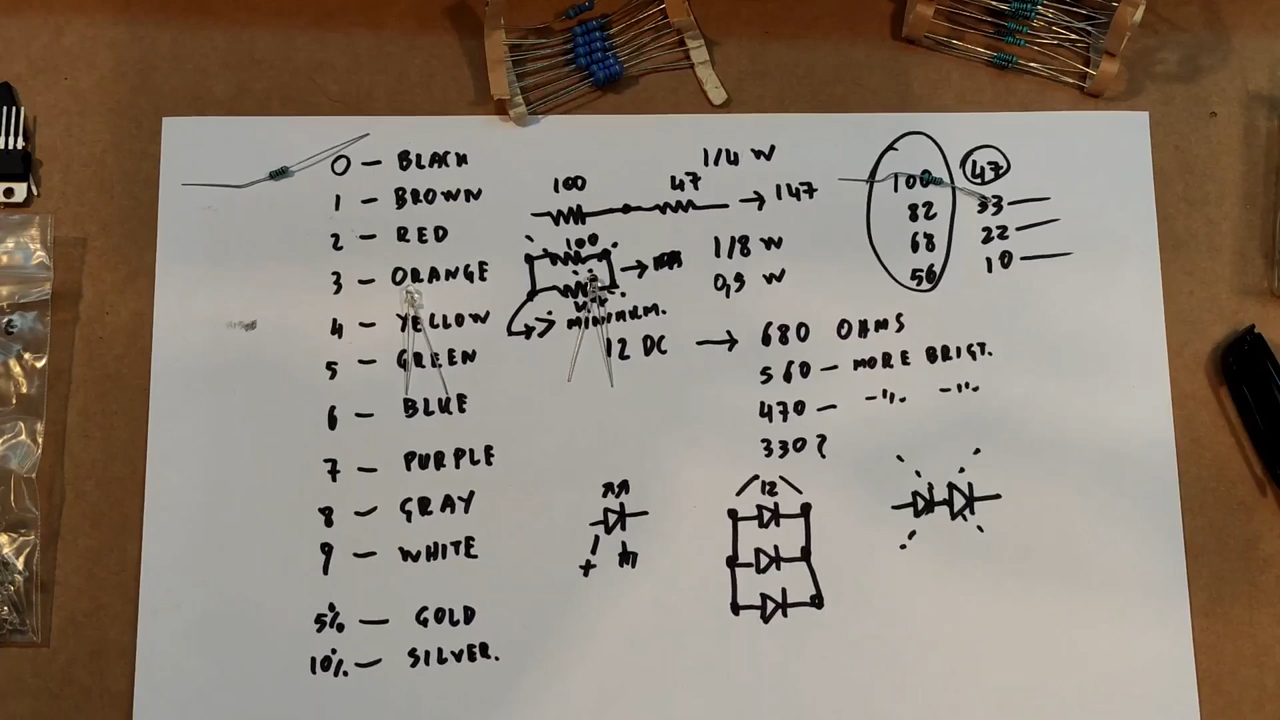 0 - BLACK
1 - BROWN
2 - RED
3 - ORANGE
4 - YELLOW
5 - GREEN
6 - BLUE
7 - PURPLE
8 - GRAY
9 - WHITE
5% - GOLD
10% - SILVER.
1/4 W
100 47 → 147
100
1/8 W
0,5 W
12 DC → 680 OHMS
560 - MORE BRIGT.
470 - -"- -"-
330?
100
82
68
56
47
33
22
10
+
12